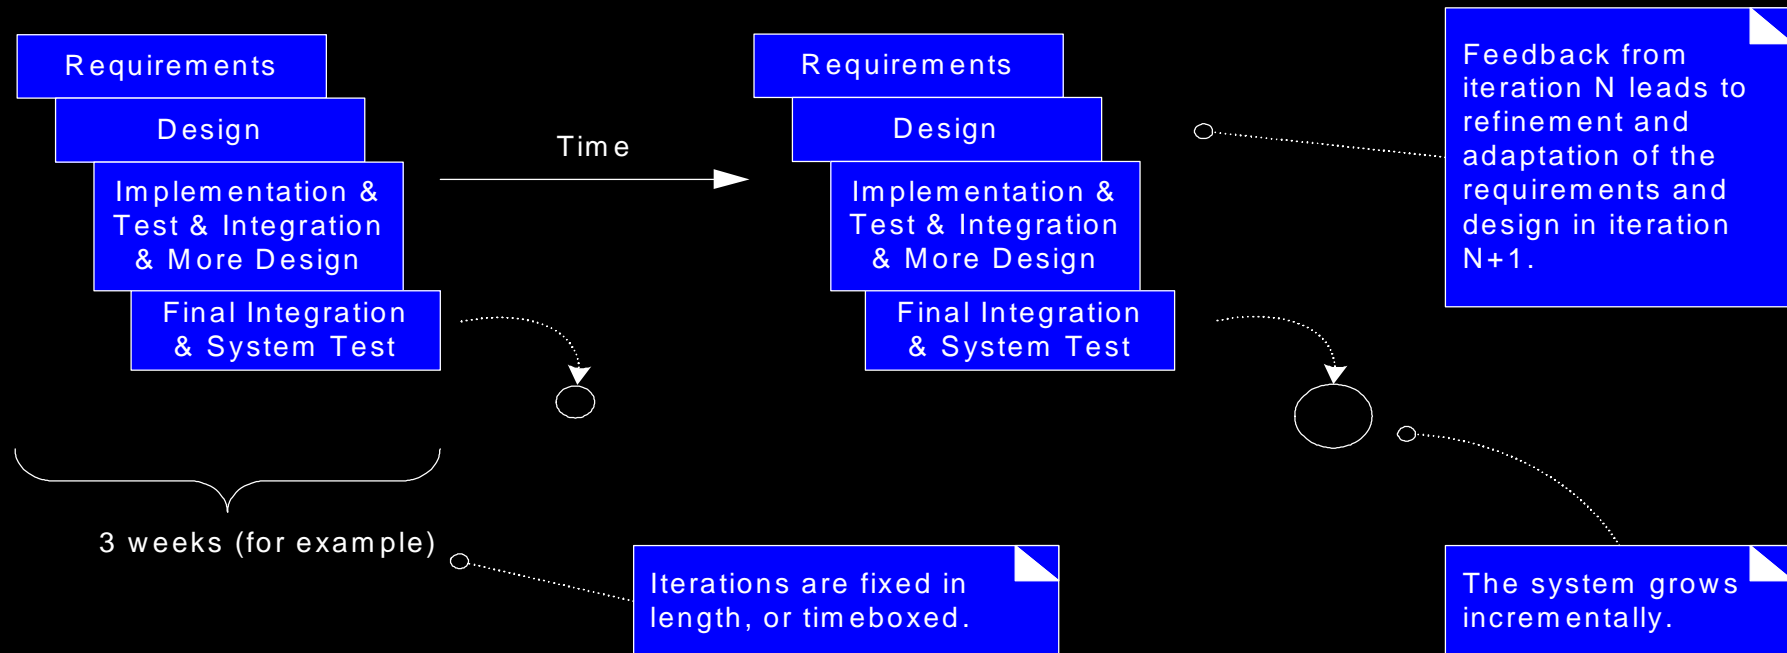 Requirements
Design
Implementation &
Test & Integration
& More Design
Final Integration
& System Test
Time
Requirements
Design
Implementation &
Test & Integration
& More Design
Final Integration
& System Test
Feedback from
iteration N leads to
refinement and
adaptation of the
requirements and
design in iteration
N+1.
3 weeks (for example)
Iterations are fixed in
length, or timeboxed.
The system grows
incrementally.